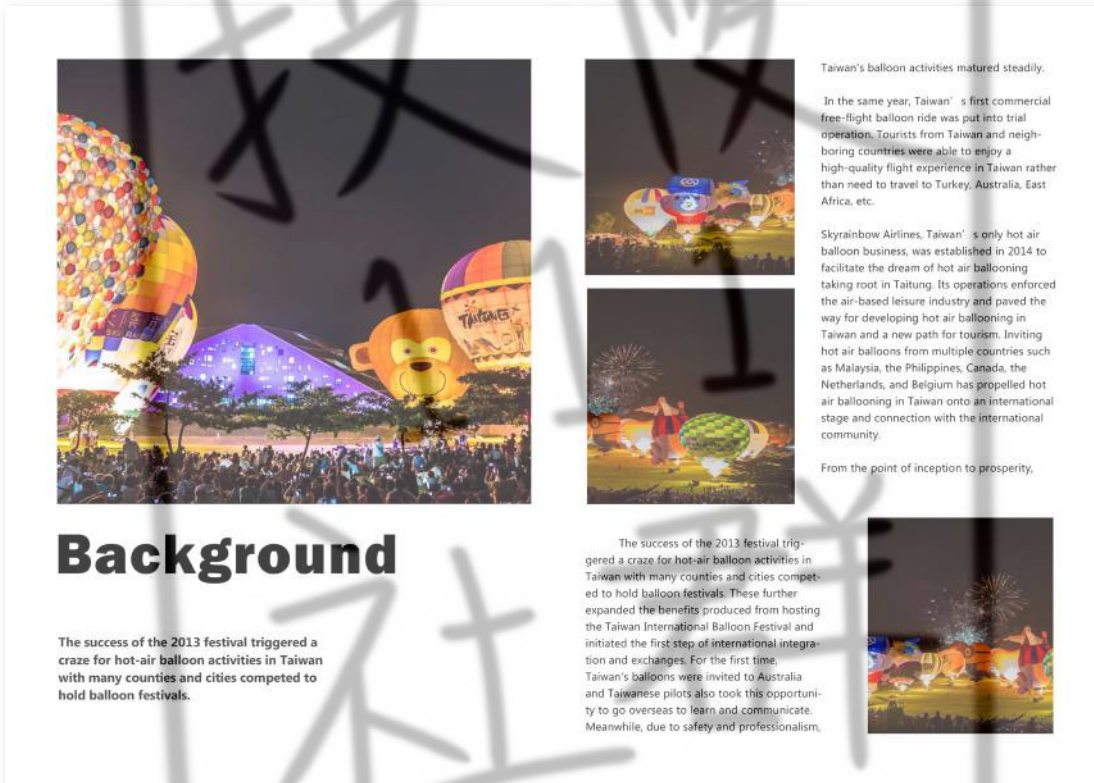 TAITUNG
Background
The success of the 2013 festival triggered a
craze for hot-air balloon activities in Taiwan
with many counties and cities competed to
hold balloon festivals.
The success of the 2013 festival trig-
gered a craze for hot-air balloon activities in
Taiwan with many counties and cities compet-
ed to hold balloon festivals. These further
expanded the benefits produced from hosting
the Taiwan International Balloon Festival and
initiated the first step of international integra-
tion and exchanges. For the first time,
Taiwan's balloons were invited to Australia
and Taiwanese pilots also took this opportuni-
ty to go overseas to learn and communicate.
Meanwhile, due to safety and professionalism,
Taiwan's balloon activities matured steadily.
In the same year, Taiwan' s first commercial
free-flight balloon ride was put into trial
operation. Tourists from Taiwan and neigh-
boring countries were able to enjoy a
high-quality flight experience in Taiwan rather
than need to travel to Turkey, Australia, East
Africa, etc.
Skyrainbow Airlines, Taiwan' s only hot air
balloon business, was established in 2014 to
facilitate the dream of hot air ballooning
taking root in Taitung. Its operations enforced
the air-based leisure industry and paved the
way for developing hot air ballooning in
Taiwan and a new path for tourism. Inviting
hot air balloons from multiple countries such
as Malaysia, the Philippines, Canada, the
Netherlands, and Belgium has propelled hot
air ballooning in Taiwan onto an international
stage and connection with the international
community.
From the point of inception to prosperity,
社群